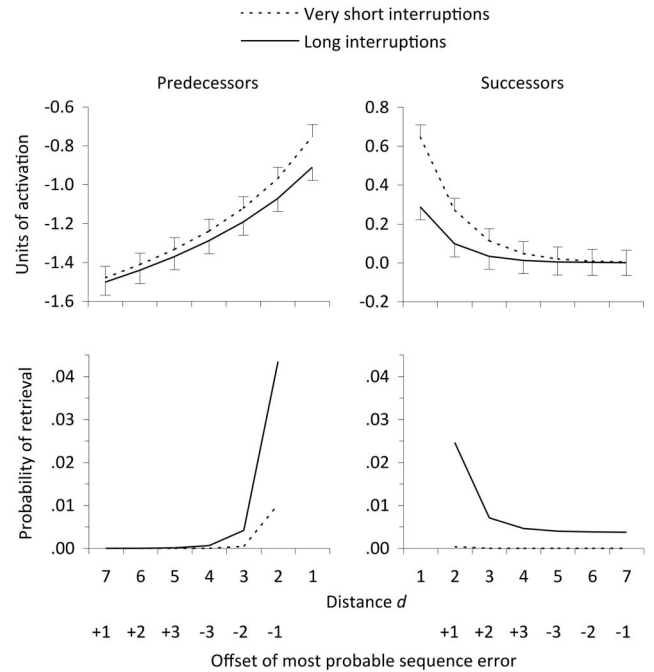 Very short interruptions
Long interruptions
Predecessors
Successors
Units of activation
-0.6
-0.8
-1.0
-1.2
-1.4
-1.6
0.8
0.6
0.4
0.2
0.0
-0.2
Probability of retrieval
.04
.03
.02
.01
.00
.04
.03
.02
.01
.00
7 6 5 4 3 2 1
1 2 3 4 5 6 7
Distance d
+1 +2 +3 -3 -2 -1
+1 +2 +3 -3 -2 -1
Offset of most probable sequence error